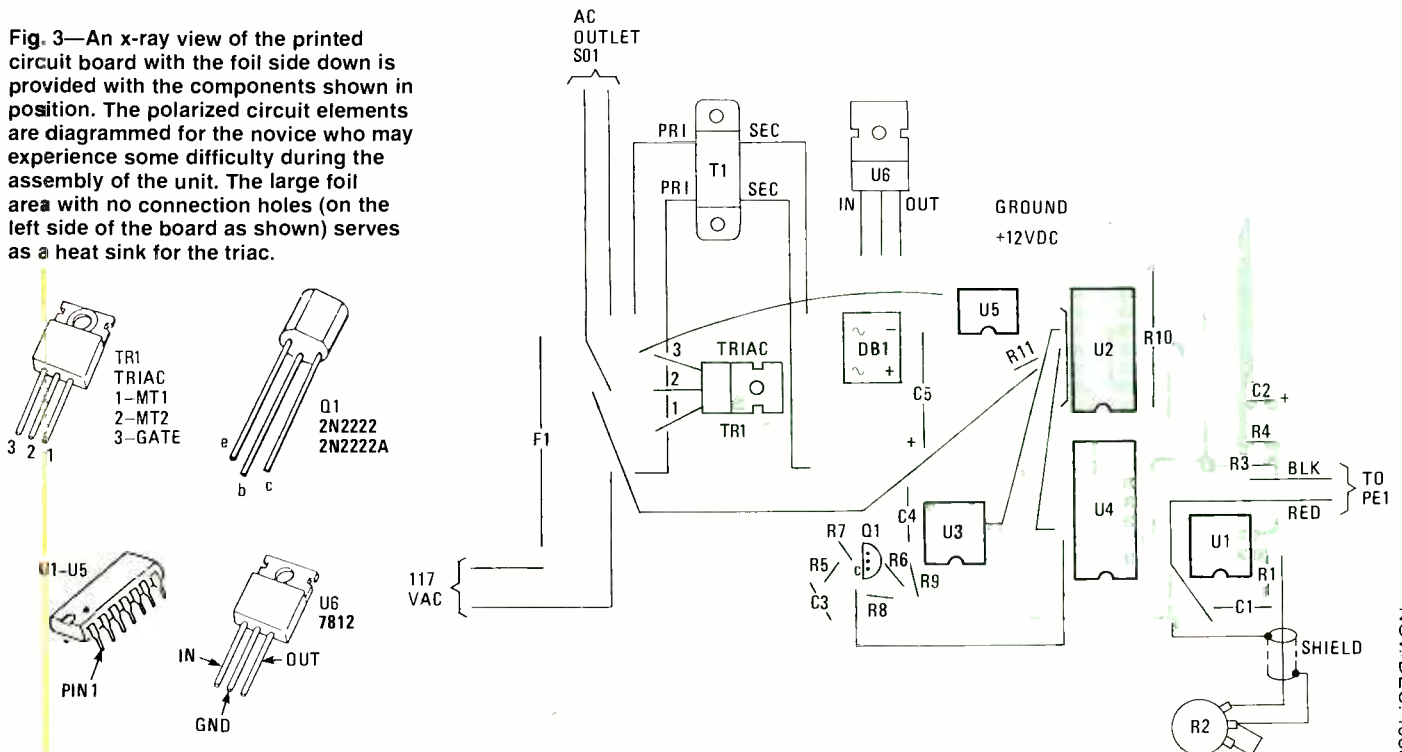 Fig. 3—An x-ray view of the printed
circuit board with the foil side down is
provided with the components shown in
position. The polarized circuit elements
are diagrammed for the novice who may
experience some difficulty during the
assembly of the unit. The large foil
area with no connection holes (on the
left side of the board as shown) serves
as a heat sink for the triac.
AC
OUTLET
S01
PRI
SEC
T1
PRI
SEC
U6
IN
OUT
GROUND
+12VDC
TR1
TRIAC
1-MT1
2-MT2
3-GATE
3 2 1
Q1
2N2222
2N2222A
e
b c
F1
3
2
1
TRIAC
TR1
~ −
DB1
~ +
C5
+
U5
R11
U2
R10
C2 +
R4
R3
BLK
RED
TO
PE1
U4
U1
R1
C1
C4
U3
R7
Q1
c
R5
R6
R9
C3
R8
117
VAC
U1-U5
PIN1
U6
7812
IN
OUT
GND
SHIELD
R2